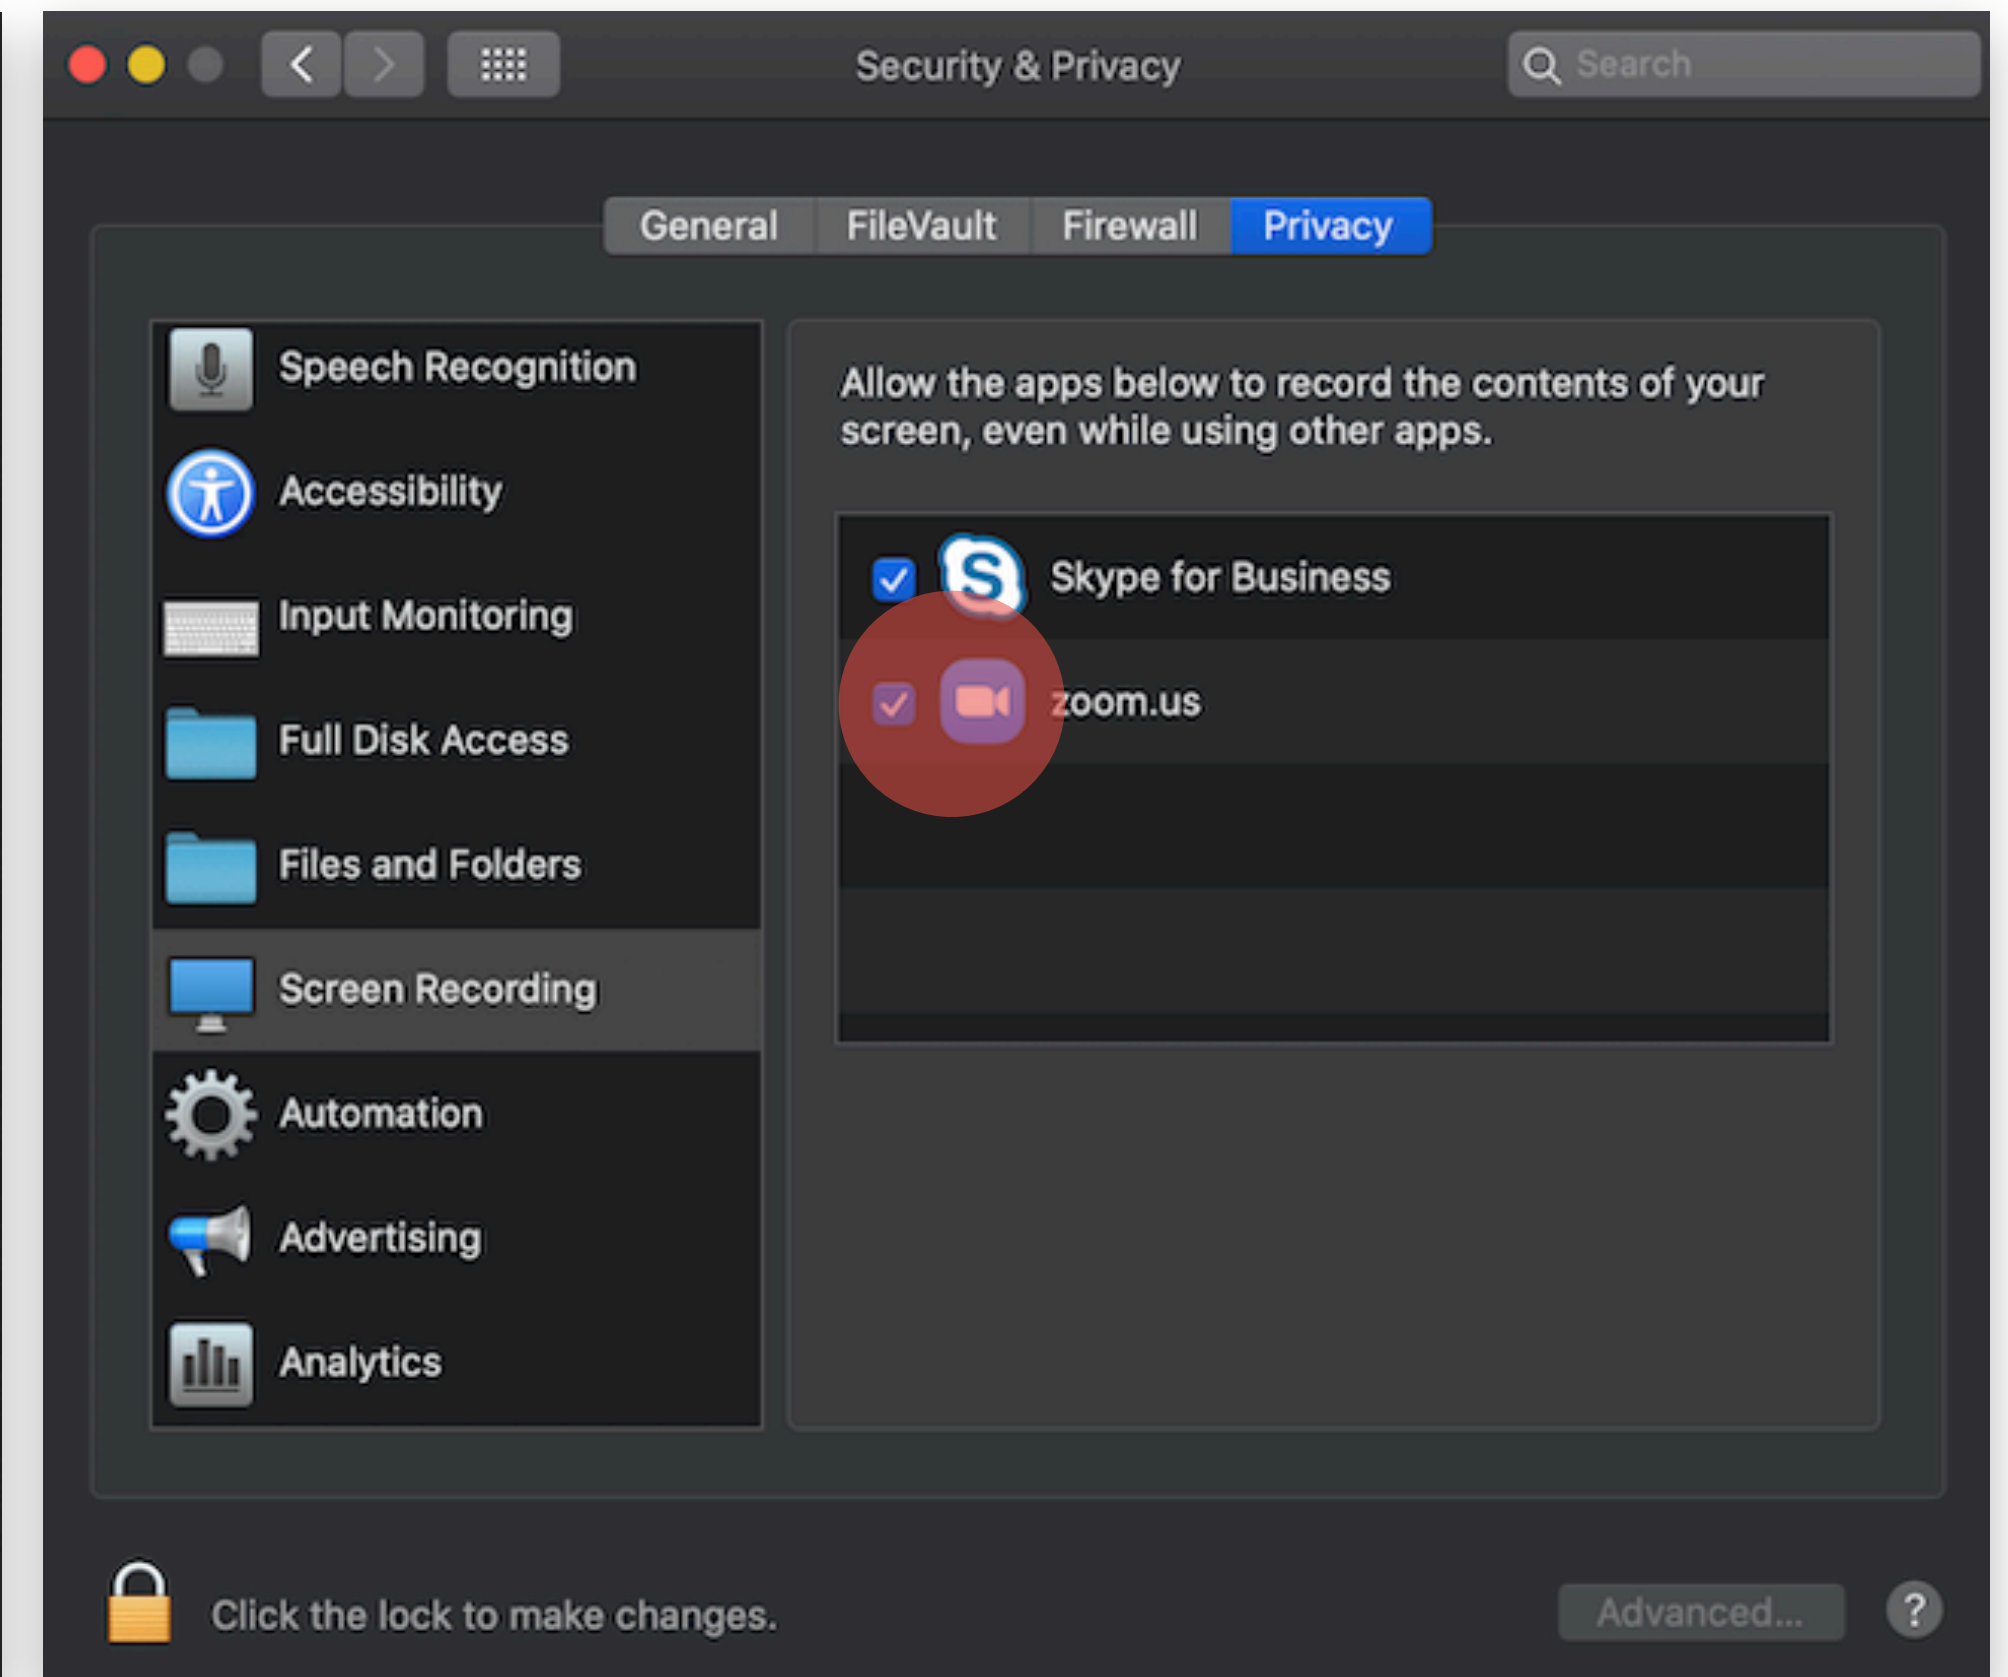 Security & Privacy
Search
General
FileVault
Firewall
Privacy
Speech Recognition
Accessibility
Input Monitoring
Full Disk Access
Files and Folders
Screen Recording
Automation
Advertising
Analytics
Allow the apps below to record the contents of your
screen, even while using other apps.
S
Skype for Business
zoom.us
Click the lock to make changes.
Advanced...
?